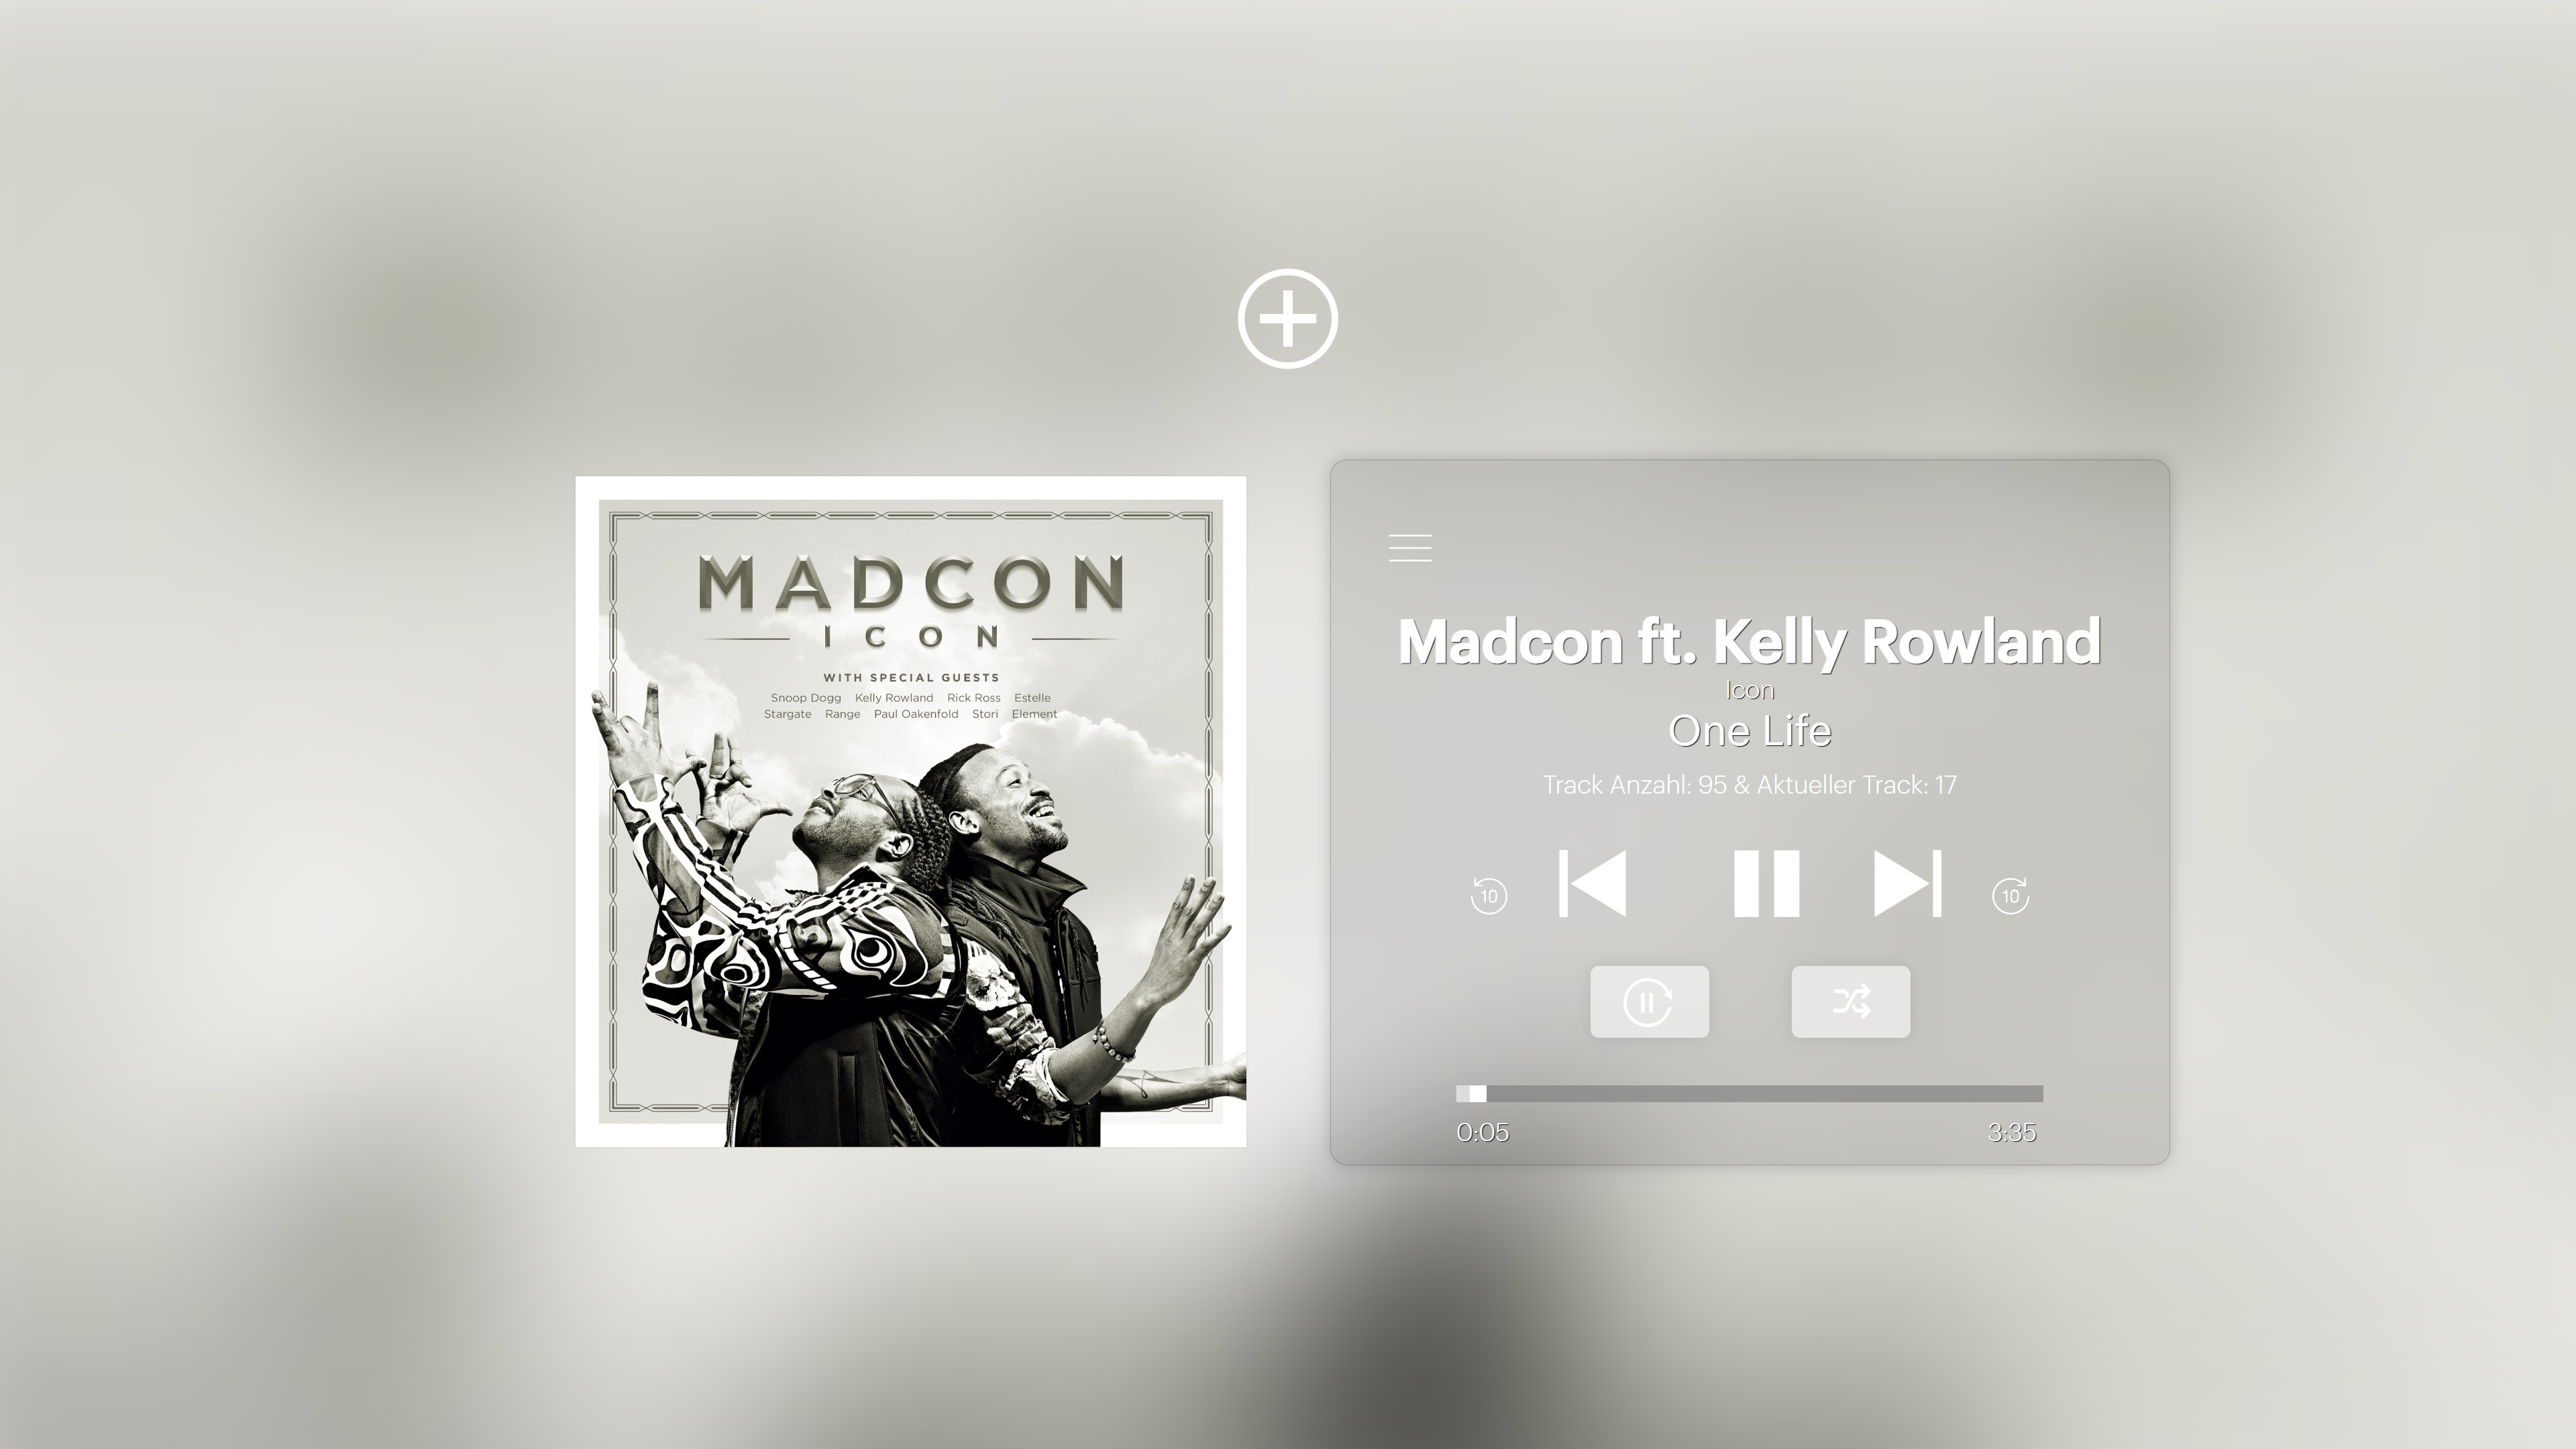 MADCON
ICON
WITH SPECIAL GUESTS
Snoop Dogg Kelly Rowland Rick Ross Estelle
Stargate Range Paul Oakenfold Stori Element
Madcon ft. Kelly Rowland
Icon
One Life
Track Anzahl: 95 & Aktueller Track: 17
10 10
0:05 3:35